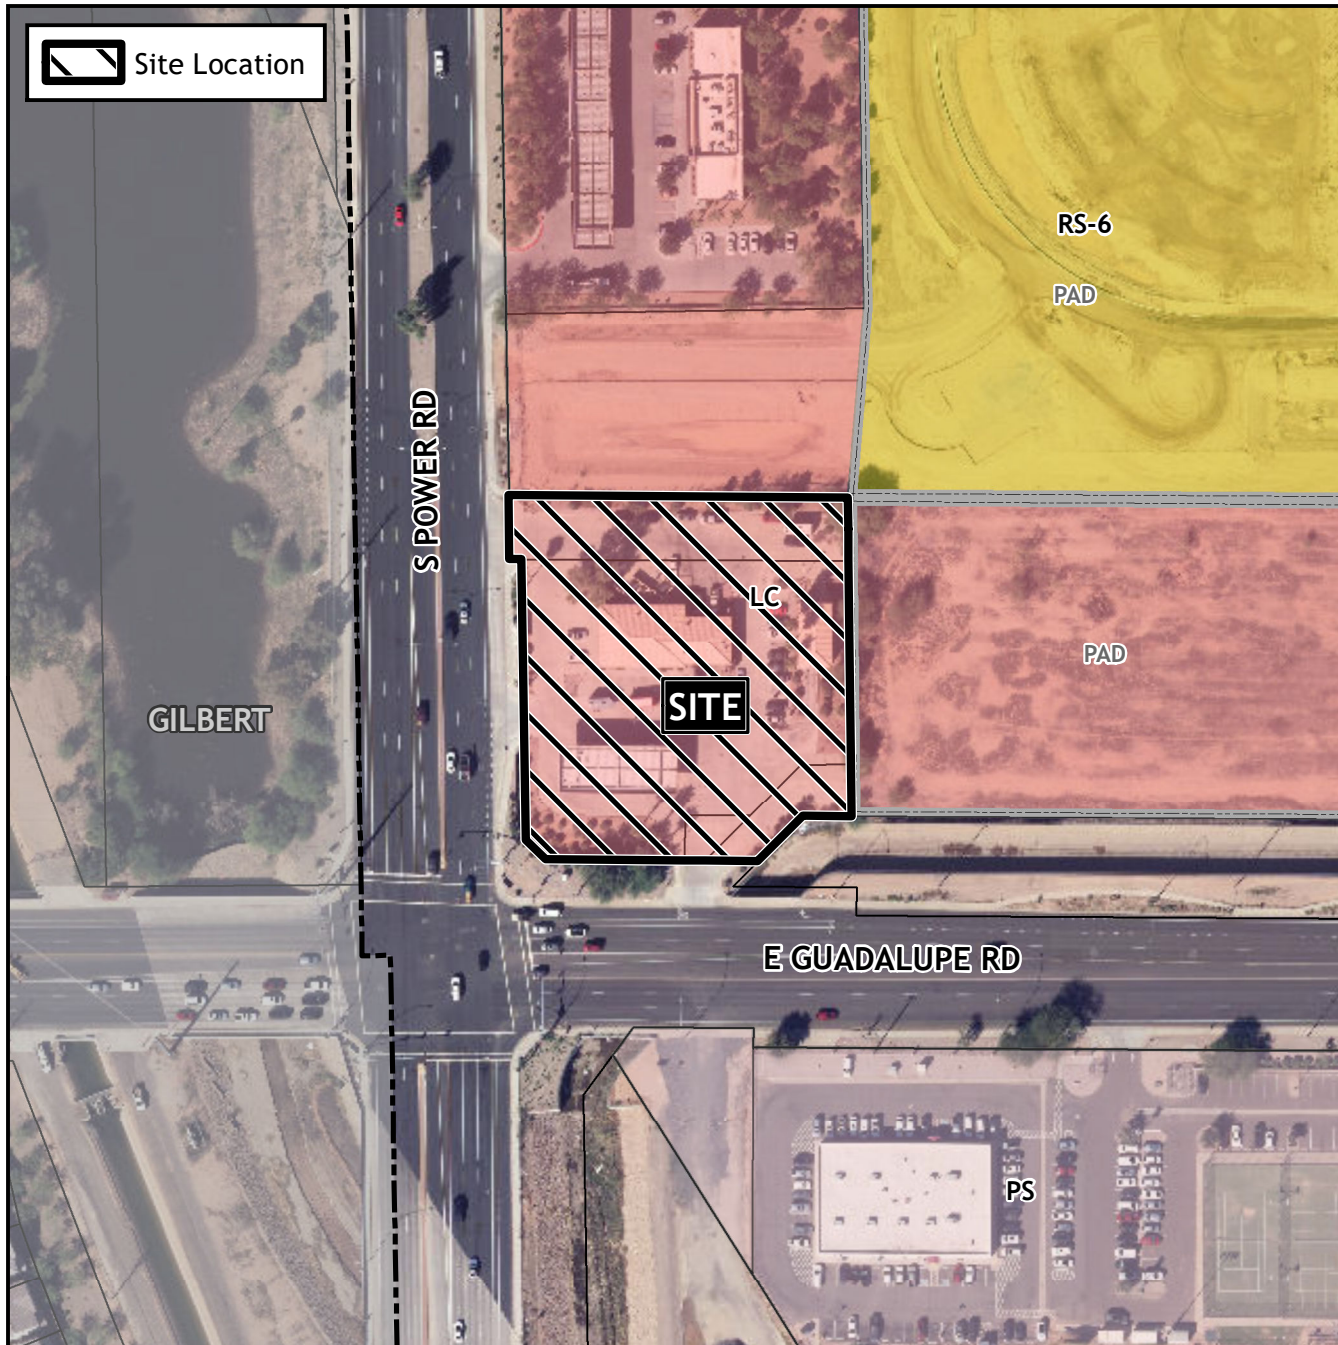 Site Location
RS-6
PAD
S POWER RD
LC
PAD
SITE
GILBERT
E GUADALUPE RD
PS